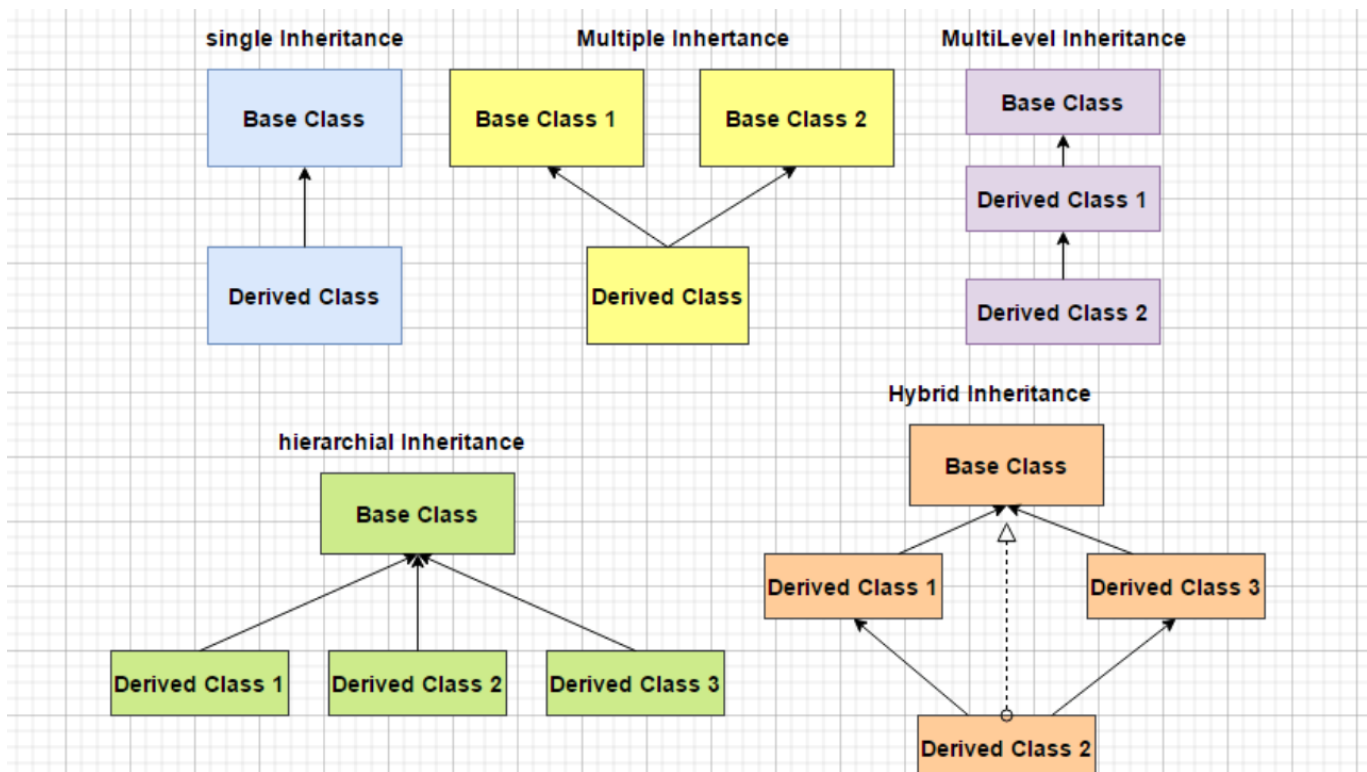 single Inheritance
Base Class
Derived Class
Multiple Inhertance
Base Class 1
Base Class 2
Derived Class
MultiLevel Inheritance
Base Class
Derived Class 1
Derived Class 2
hierarchial Inheritance
Base Class
Derived Class 1
Derived Class 2
Derived Class 3
Hybrid Inheritance
Base Class
Derived Class 1
Derived Class 3
Derived Class 2